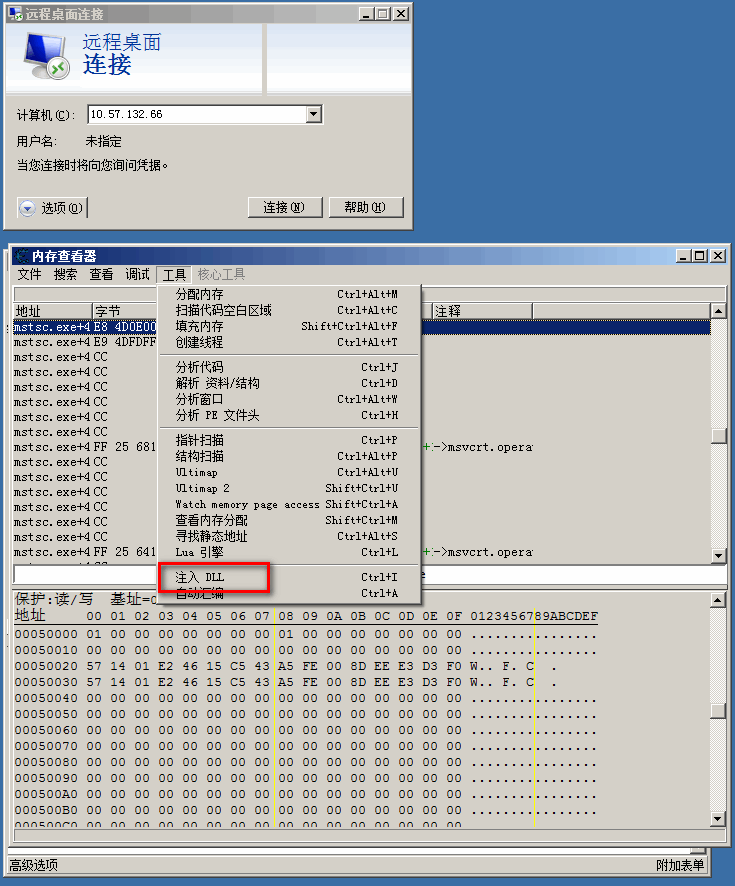 远程桌面连接
远程桌面
连接
计算机(C): 10.57.132.66
用户名: 未指定
当您连接时将向您询问凭据。
选项(O) 连接(N) 帮助(H)
内存查看器
文件 搜索 查看 调试 工具 核心工具
分配内存 Ctrl+Alt+M
扫描代码空白区域 Ctrl+Alt+C
填充内存 Shift+Ctrl+Alt+F
创建线程 Ctrl+Alt+T
分析代码 Ctrl+J
解析 资料/结构 Ctrl+D
分析窗口 Ctrl+Alt+W
分析 PE 文件头 Ctrl+H
指针扫描 Ctrl+P
结构扫描 Ctrl+Alt+P
Ultimap Ctrl+Alt+U
Ultimap 2 Shift+Ctrl+U
Watch memory page access Shift+Ctrl+A
查看内存分配 Shift+Ctrl+M
寻找静态地址 Ctrl+Alt+S
Lua 引擎 Ctrl+L
注入 DLL Ctrl+I
自动汇编 Ctrl+A
地址 字节 注释
mstsc.exe+4 E8 4D0E00
mstsc.exe+4 E9 4DFDFF
mstsc.exe+4 CC
mstsc.exe+4 CC
mstsc.exe+4 CC
mstsc.exe+4 CC
mstsc.exe+4 CC
mstsc.exe+4 CC
mstsc.exe+4 FF 25 681 ->msvcrt.opera
mstsc.exe+4 CC
mstsc.exe+4 CC
mstsc.exe+4 CC
mstsc.exe+4 CC
mstsc.exe+4 CC
mstsc.exe+4 CC
mstsc.exe+4 FF 25 641 ->msvcrt.opera
保护:读/写 基址=
地址 00 01 02 03 04 05 06 07 08 09 0A 0B 0C 0D 0E 0F 0123456789ABCDEF
00050000 01 00 00 00 00 00 00 00 01 00 00 00 00 00 00 00 ................
00050010 00 00 00 00 00 00 00 00 00 00 00 00 00 00 00 00 ................
00050020 57 14 01 E2 46 15 C5 43 A5 FE 00 8D EE E3 D3 F0 W.. F. C .
00050030 57 14 01 E2 46 15 C5 43 A5 FE 00 8D EE E3 D3 F0 W.. F. C .
00050040 00 00 00 00 00 00 00 00 00 00 00 00 00 00 00 00 ................
00050050 00 00 00 00 00 00 00 00 00 00 00 00 00 00 00 00 ................
00050060 00 00 00 00 00 00 00 00 00 00 00 00 00 00 00 00 ................
00050070 00 00 00 00 00 00 00 00 00 00 00 00 00 00 00 00 ................
00050080 00 00 00 00 00 00 00 00 00 00 00 00 00 00 00 00 ................
00050090 00 00 00 00 00 00 00 00 00 00 00 00 00 00 00 00 ................
000500A0 00 00 00 00 00 00 00 00 00 00 00 00 00 00 00 00 ................
000500B0 00 00 00 00 00 00 00 00 00 00 00 00 00 00 00 00 ................
000500C0 00 00 00 00 00 00 00 00 00 00 00 00 00 00 00 00 ................
高级选项 附加表单